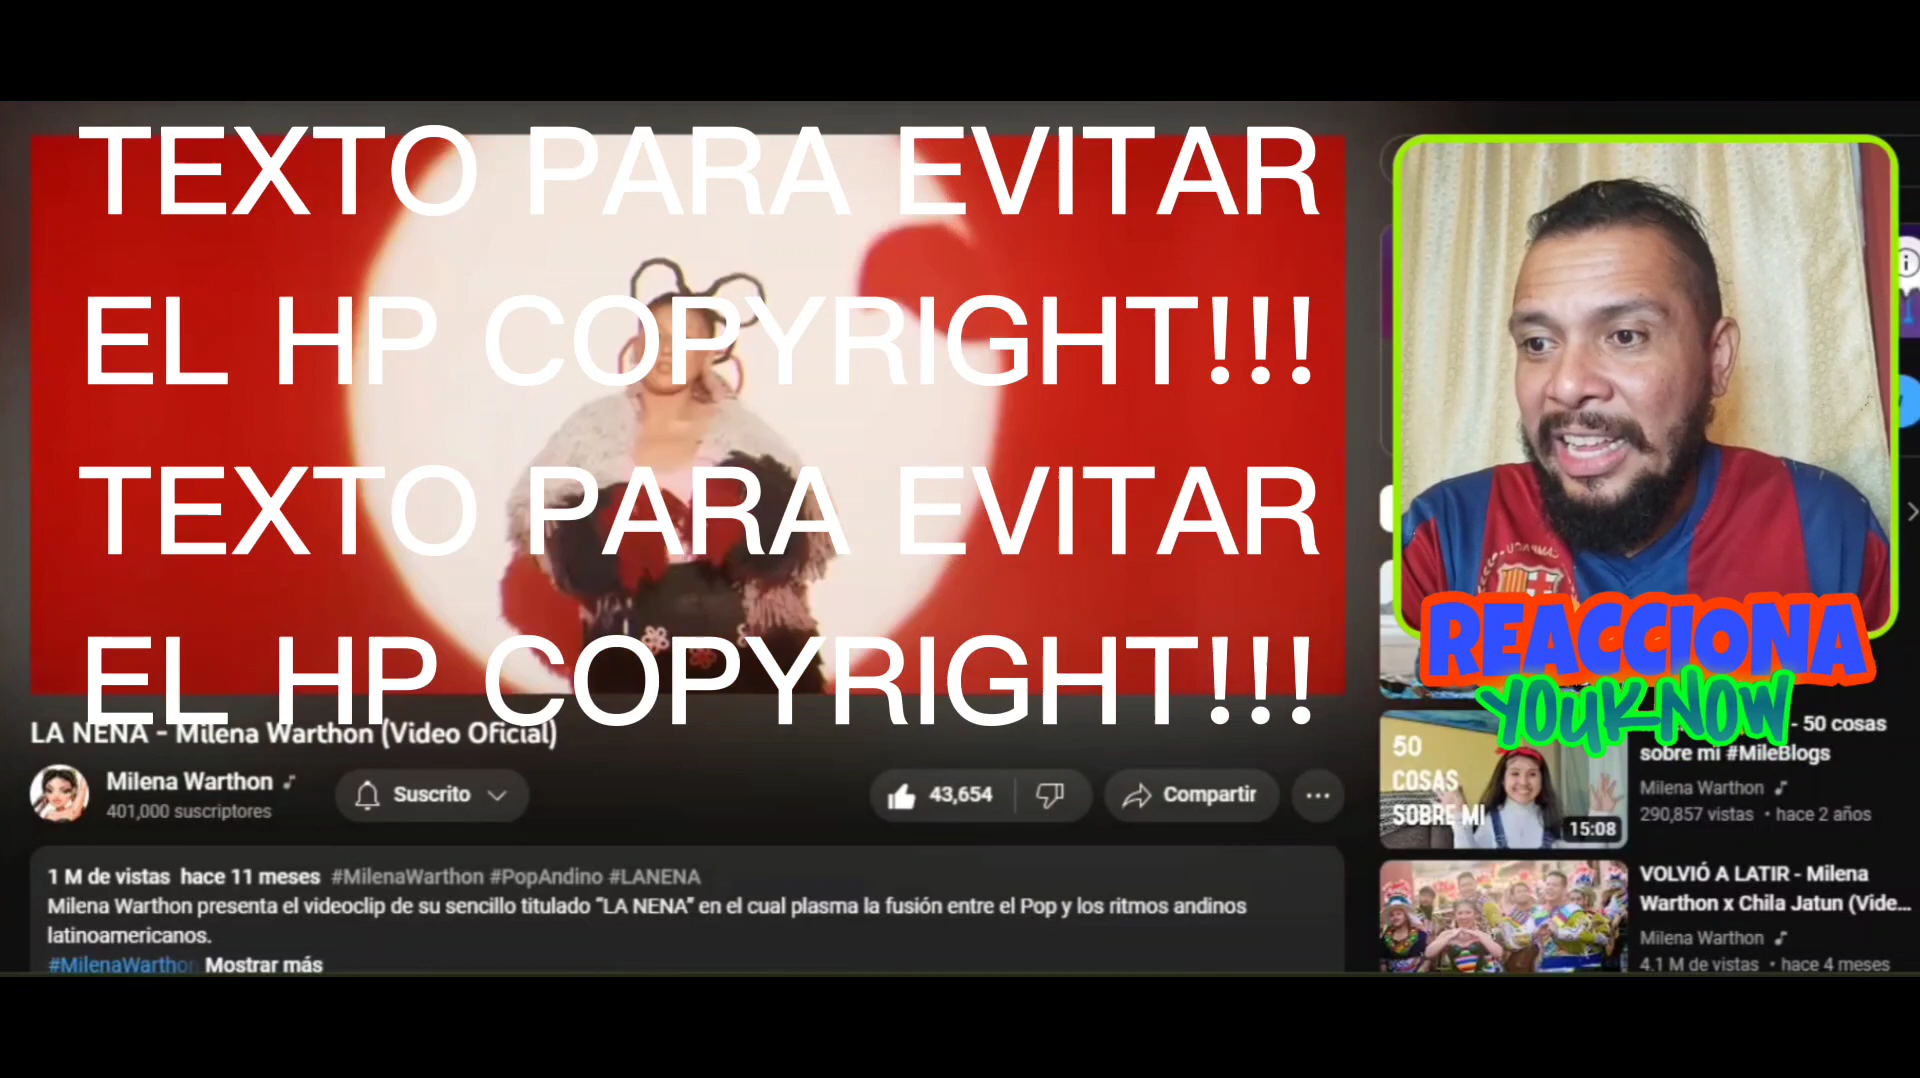 TEXTO PARA EVITAR
EL HP COPYRIGHT!!!
TEXTO PARA EVITAR
EL HP COPYRIGHT!!!
LA NENA - Milena Warthon (Video Oficial)
Milena Warthon
401,000 suscriptores
Suscrito
43,654
Compartir
1 M de vistas hace 11 meses #MilenaWarthon #PopAndino #LANENA
Milena Warthon presenta el videoclip de su sencillo titulado "LA NENA" en el cual plasma la fusión entre el Pop y los ritmos andinos
latinoamericanos.
#MilenaWarthon Mostrar más
REACCIONA
YOUKNOW
50
COSAS
SOBRE MI
15:08
- 50 cosas
sobre mi #MileBlogs
Milena Warthon
290,857 vistas • hace 2 años
VOLVIÓ A LATIR - Milena
Warthon x Chila Jatun (Vide...
Milena Warthon
4.1 M de vistas • hace 4 meses